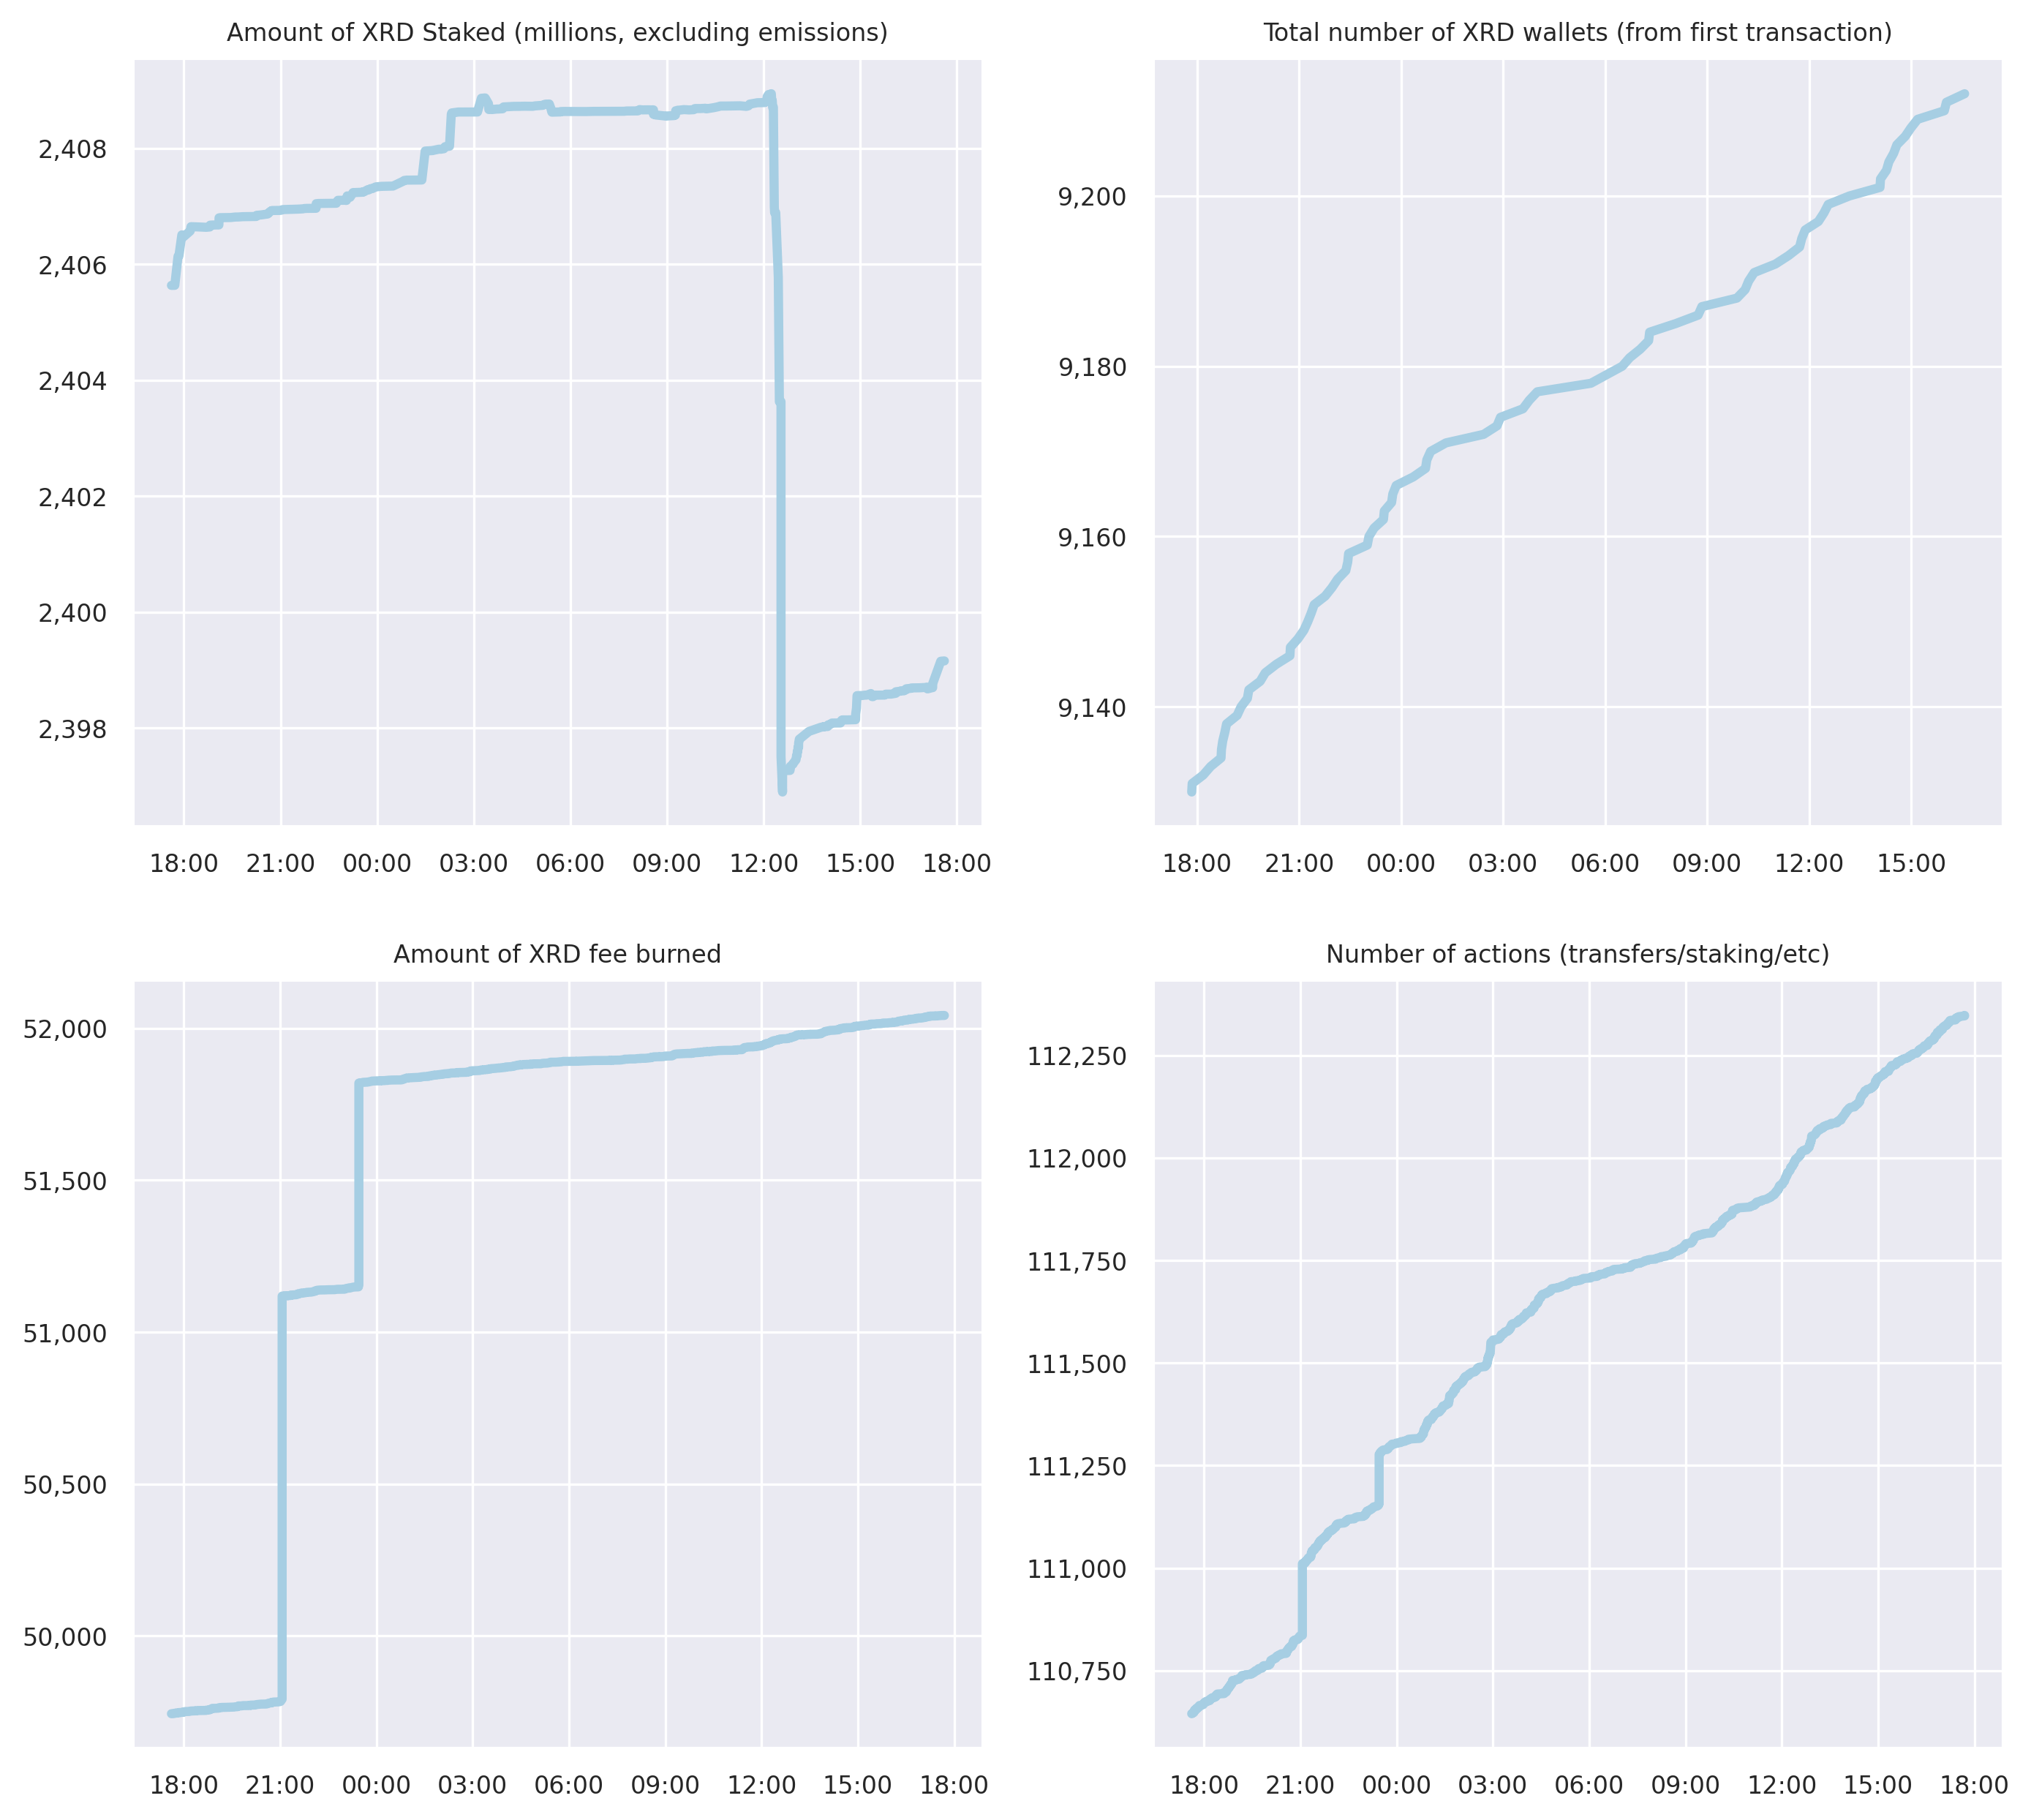 Amount of XRD Staked (millions, excluding emissions)
2,408
2,406
2,404
2,402
2,400
2,398
18:00 21:00 00:00 03:00 06:00 09:00 12:00 15:00 18:00
Total number of XRD wallets (from first transaction)
9,200
9,180
9,160
9,140
18:00 21:00 00:00 03:00 06:00 09:00 12:00 15:00
Amount of XRD fee burned
52,000
51,500
51,000
50,500
50,000
18:00 21:00 00:00 03:00 06:00 09:00 12:00 15:00 18:00
Number of actions (transfers/staking/etc)
112,250
112,000
111,750
111,500
111,250
111,000
110,750
18:00 21:00 00:00 03:00 06:00 09:00 12:00 15:00 18:00